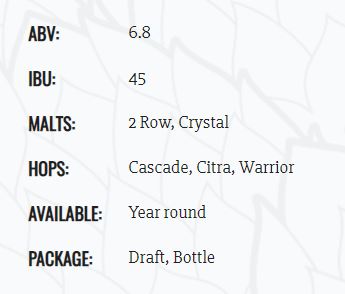 ABV: 6.8
IBU: 45
MALTS: 2 Row, Crystal
HOPS: Cascade, Citra, Warrior
AVAILABLE: Year round
PACKAGE: Draft, Bottle